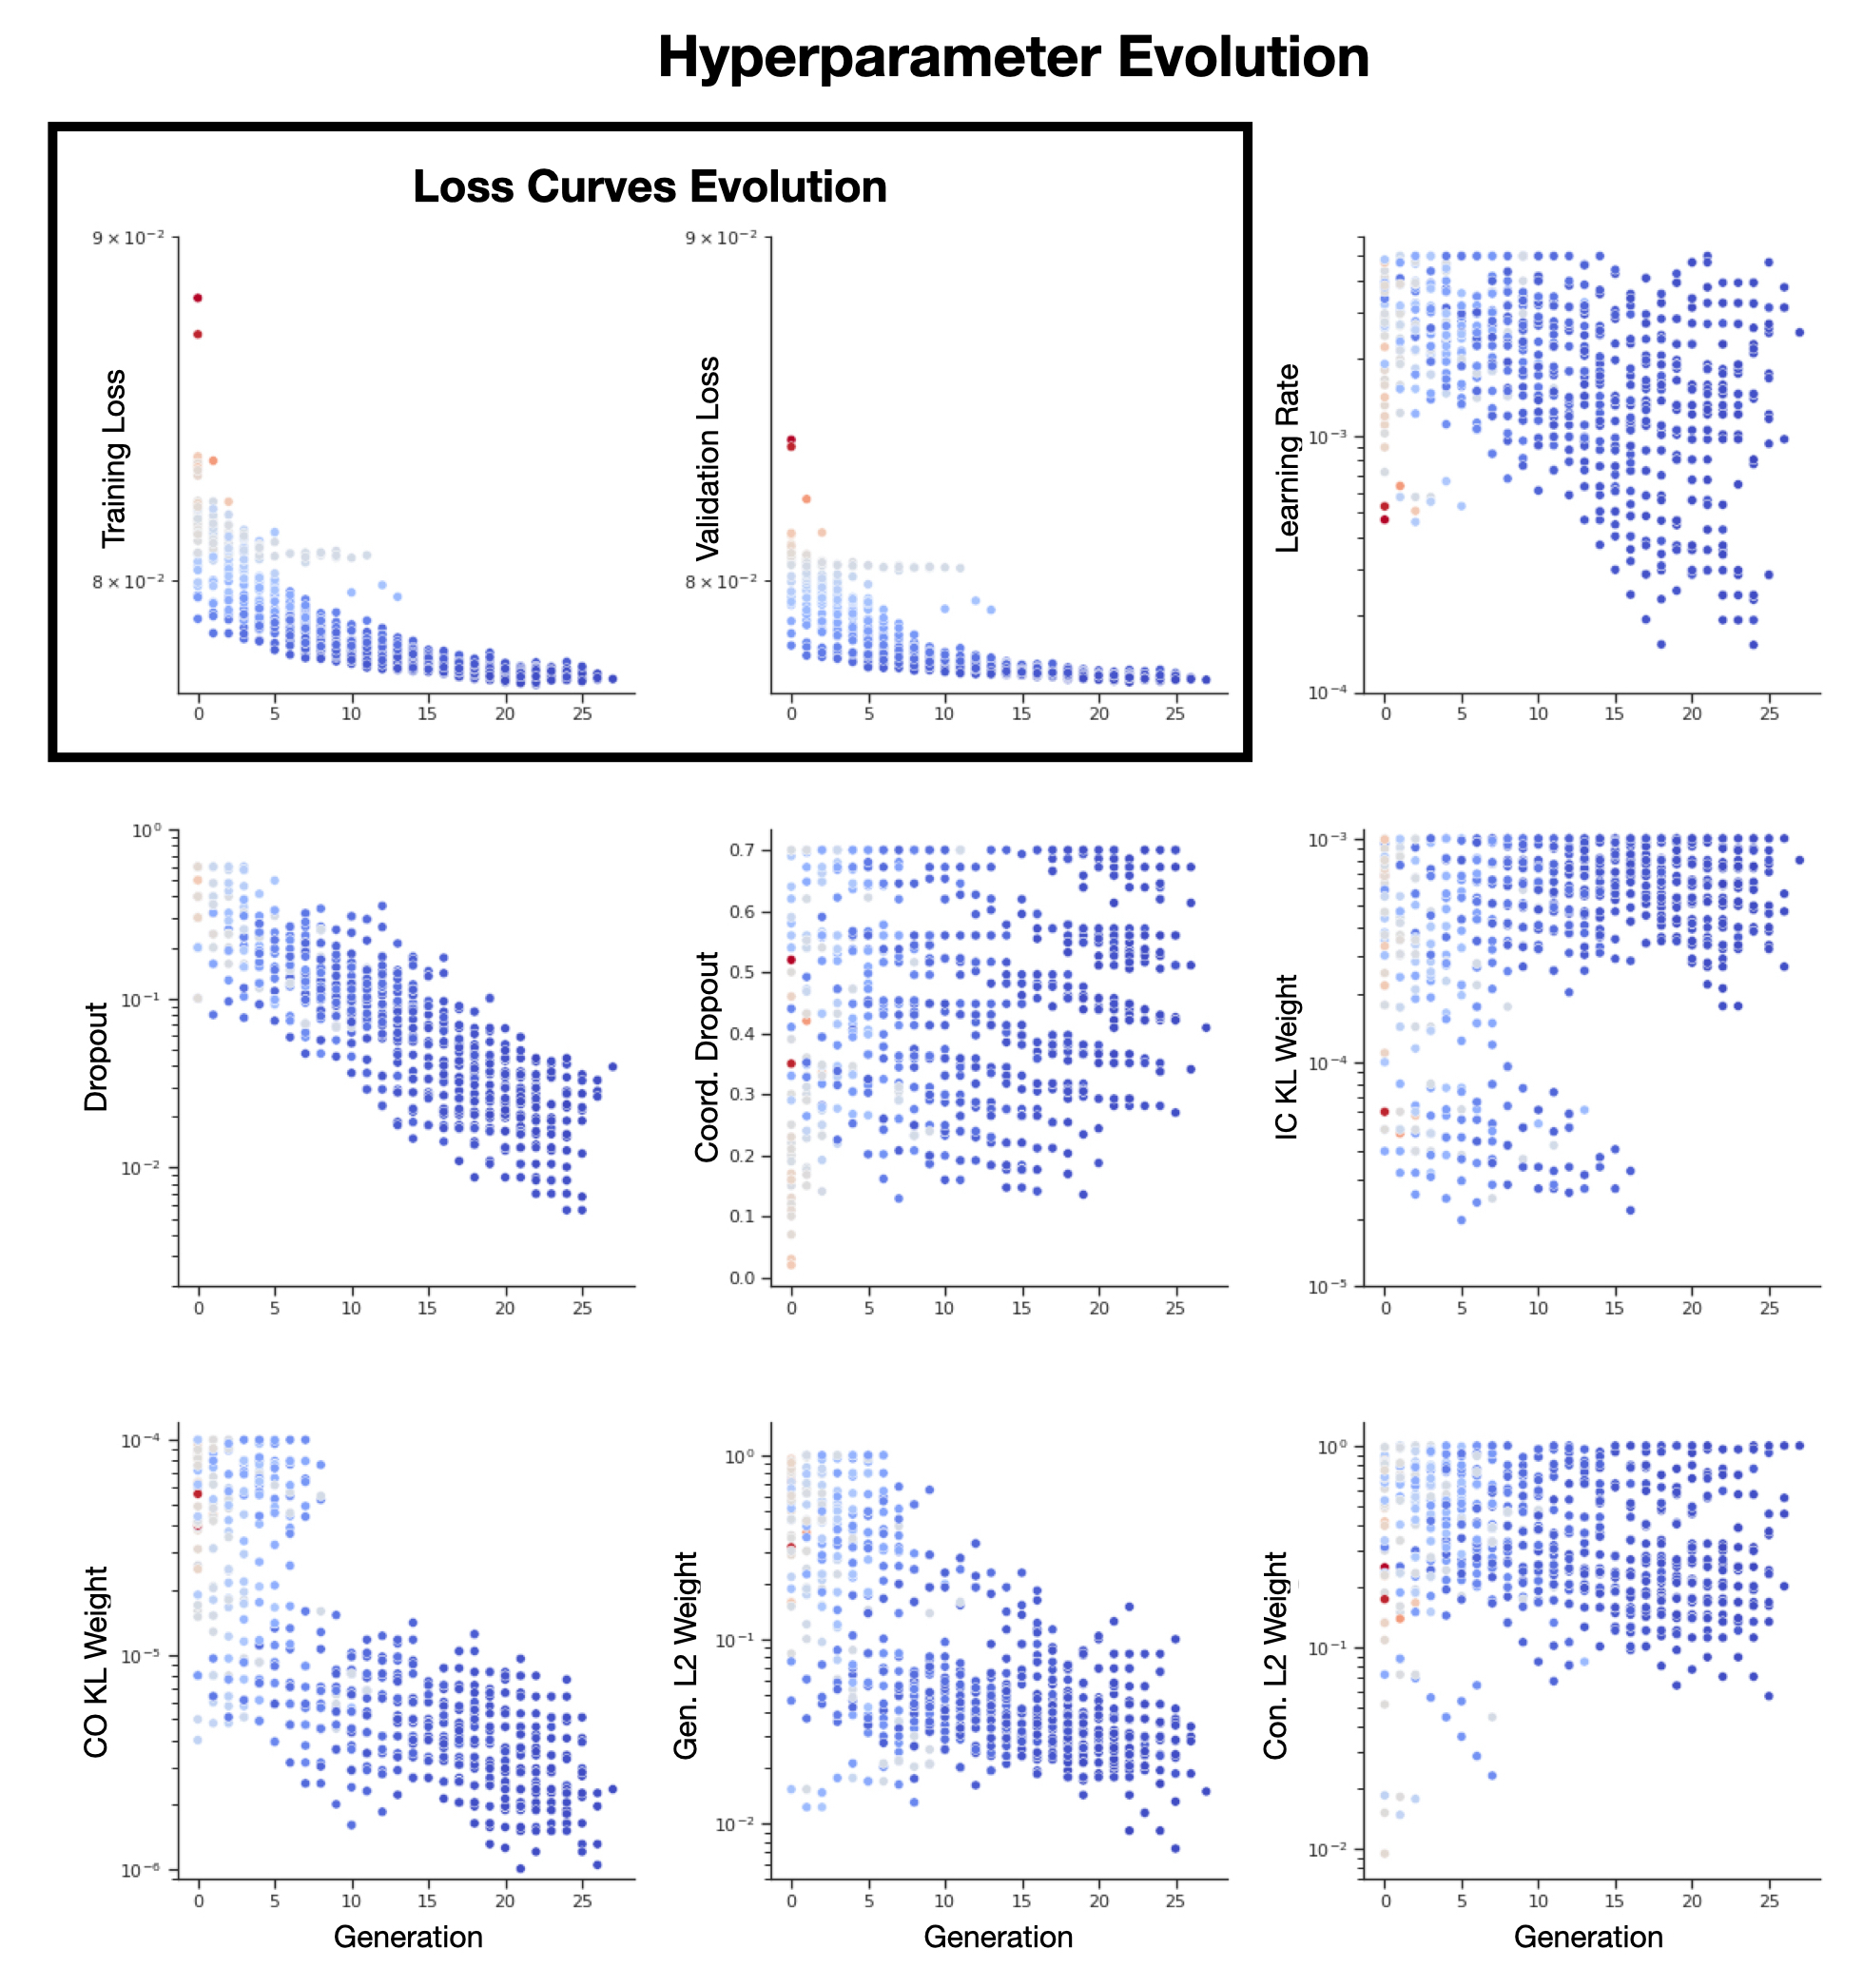 Hyperparameter Evolution
Loss Curves Evolution
9 × 10⁻²
8 × 10⁻²
Training Loss
0 5 10 15 20 25
9 × 10⁻²
8 × 10⁻²
Validation Loss
0 5 10 15 20 25
10⁻³
10⁻⁴
Learning Rate
0 5 10 15 20 25
10⁰
10⁻¹
10⁻²
Dropout
0 5 10 15 20 25
0.7
0.6
0.5
0.4
0.3
0.2
0.1
0.0
Coord. Dropout
0 5 10 15 20 25
10⁻³
10⁻⁴
10⁻⁵
IC KL Weight
0 5 10 15 20 25
10⁻⁴
10⁻⁵
10⁻⁶
CO KL Weight
0 5 10 15 20 25
Generation
10⁰
10⁻¹
10⁻²
Gen. L2 Weight
0 5 10 15 20 25
Generation
10⁰
10⁻¹
10⁻²
Con. L2 Weight
0 5 10 15 20 25
Generation